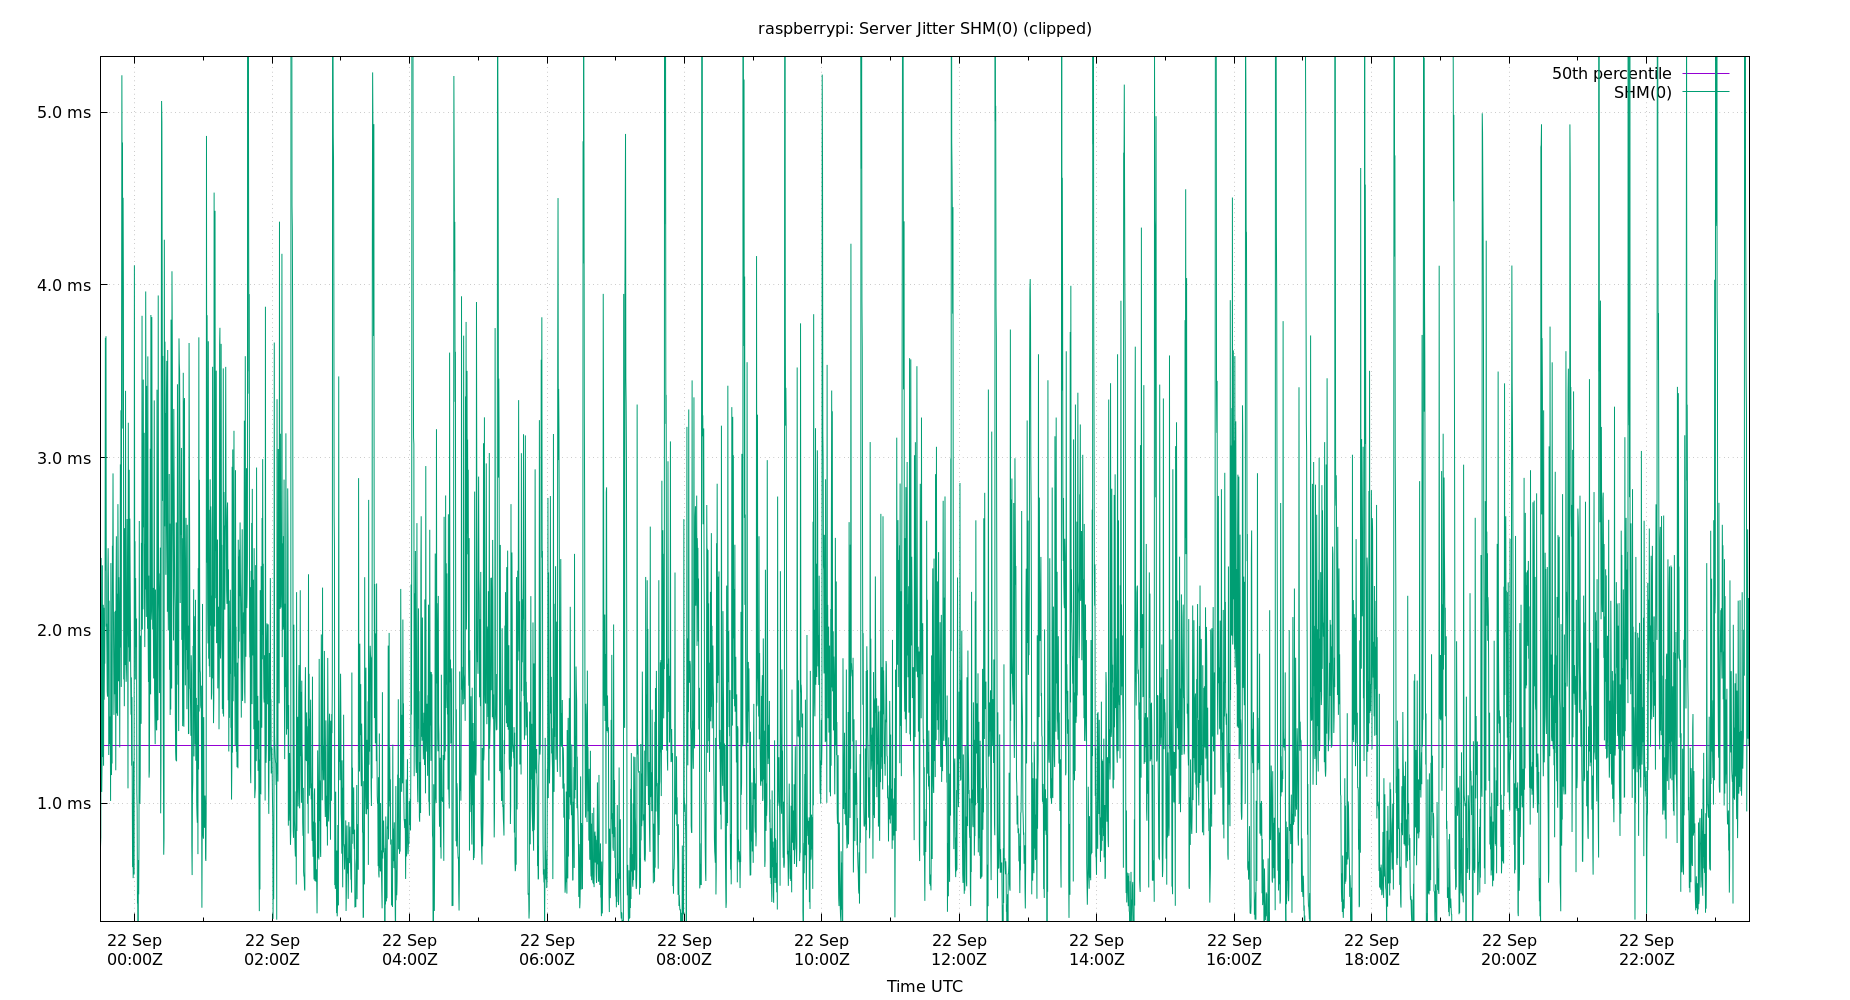 raspberrypi: Server Jitter SHM(0) (clipped)
50th percentile
SHM(0)
5.0 ms
4.0 ms
3.0 ms
2.0 ms
1.0 ms
22 Sep 22 Sep 22 Sep 22 Sep 22 Sep 22 Sep 22 Sep 22 Sep 22 Sep 22 Sep 22 Sep 22 Sep
00:00Z 02:00Z 04:00Z 06:00Z 08:00Z 10:00Z 12:00Z 14:00Z 16:00Z 18:00Z 20:00Z 22:00Z
Time UTC